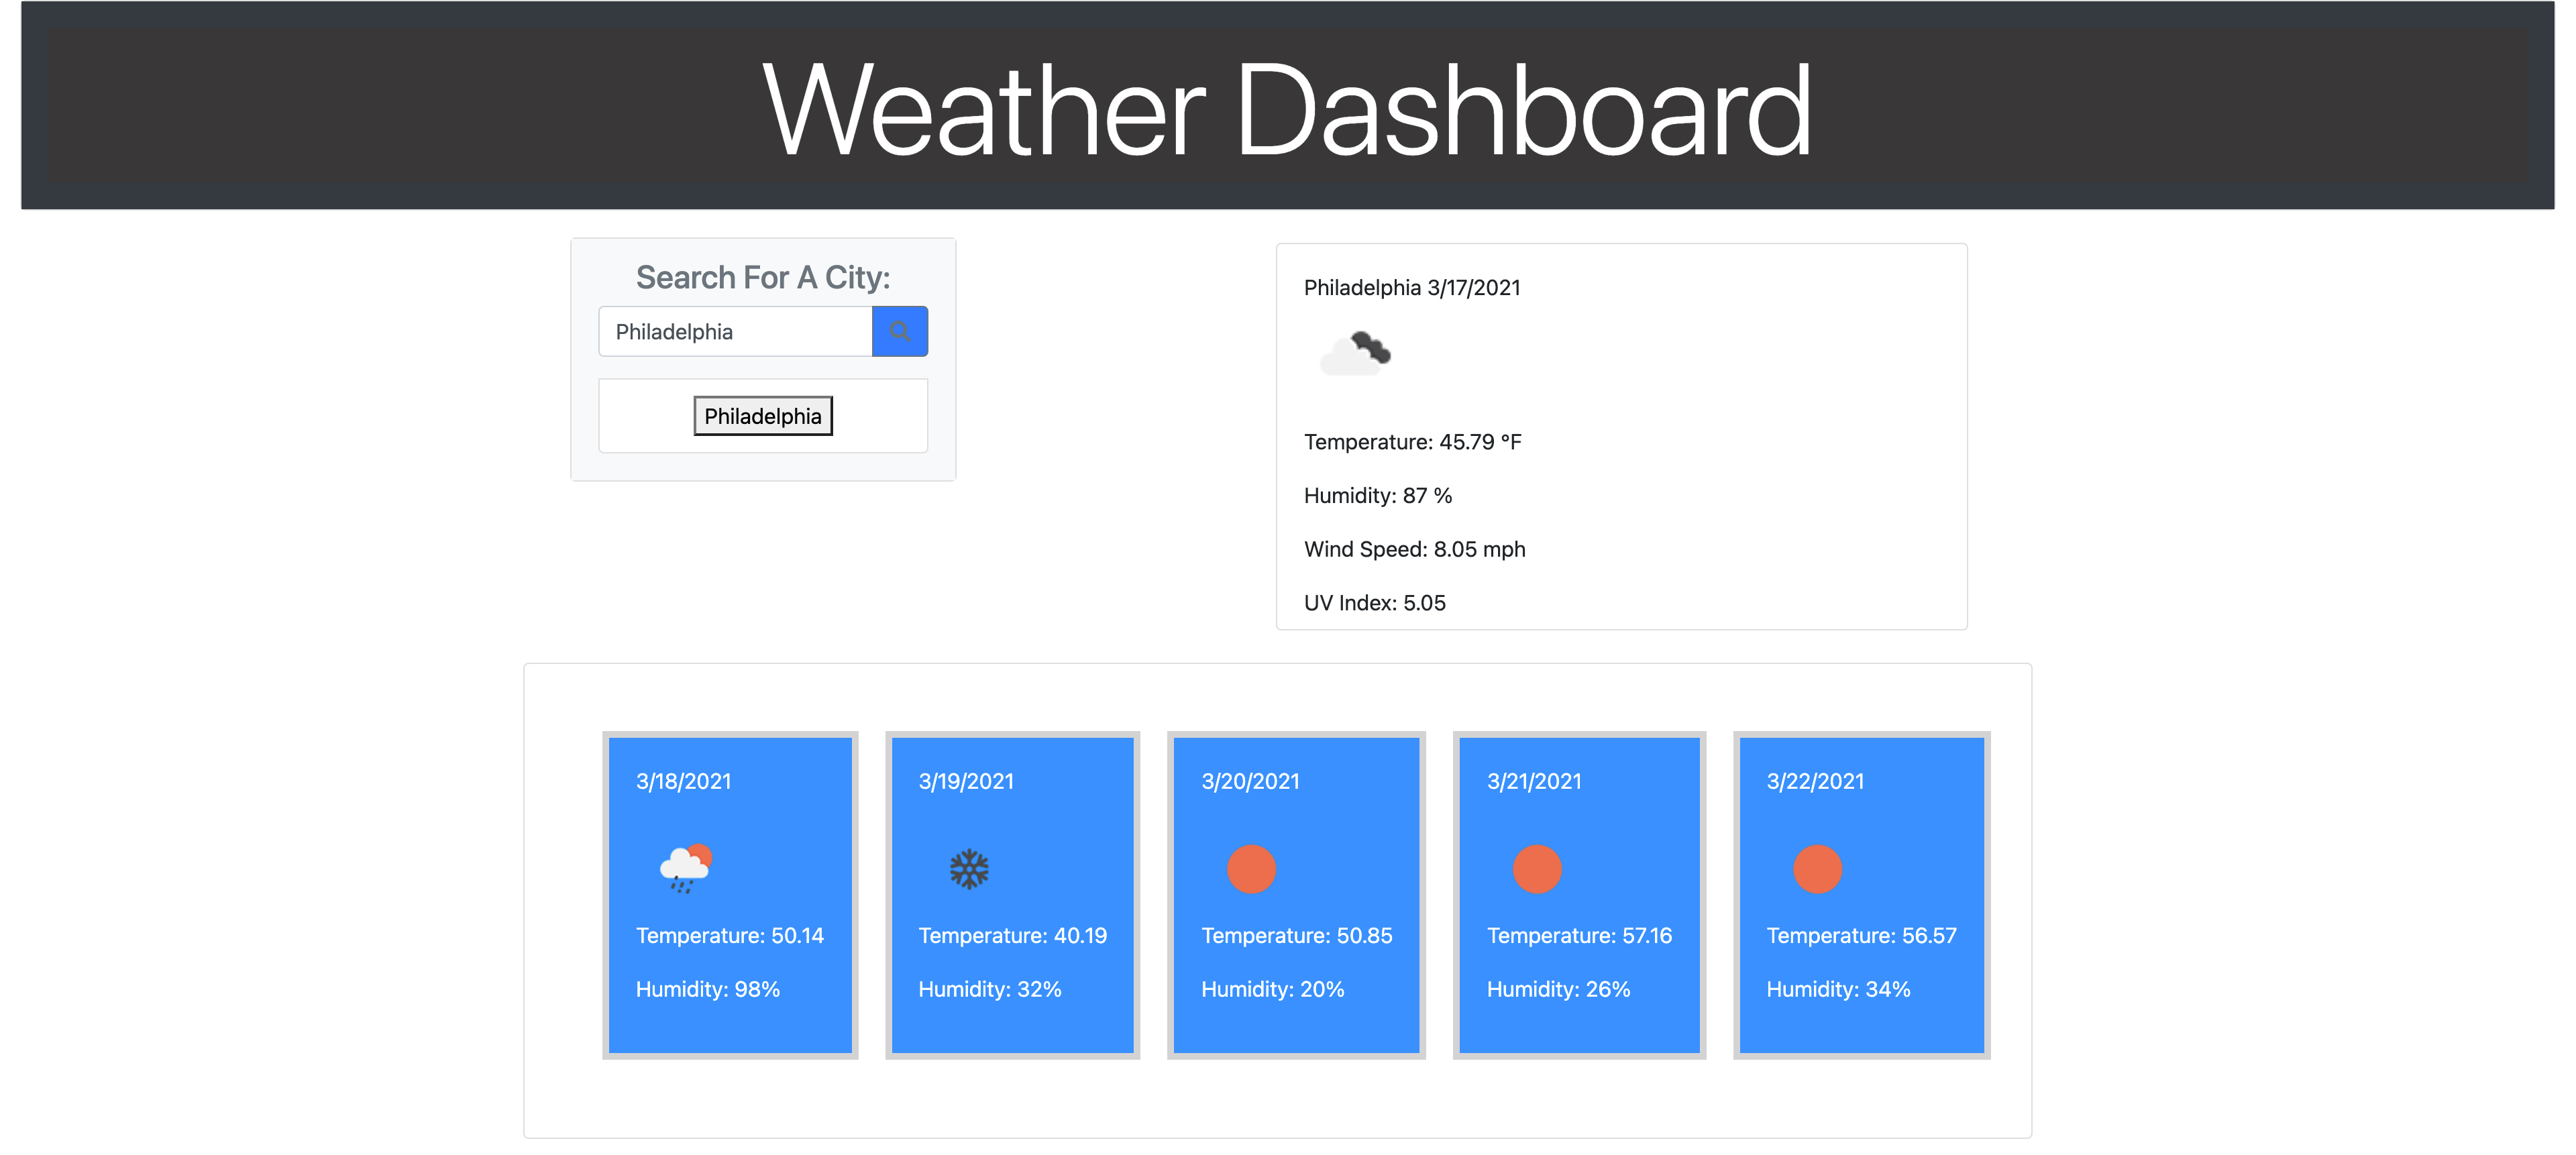 Weather Dashboard
Search For A City:
Philadelphia
Philadelphia
Philadelphia 3/17/2021
Temperature: 45.79 °F
Humidity: 87 %
Wind Speed: 8.05 mph
UV Index: 5.05
3/18/2021
Temperature: 50.14
Humidity: 98%
3/19/2021
Temperature: 40.19
Humidity: 32%
3/20/2021
Temperature: 50.85
Humidity: 20%
3/21/2021
Temperature: 57.16
Humidity: 26%
3/22/2021
Temperature: 56.57
Humidity: 34%